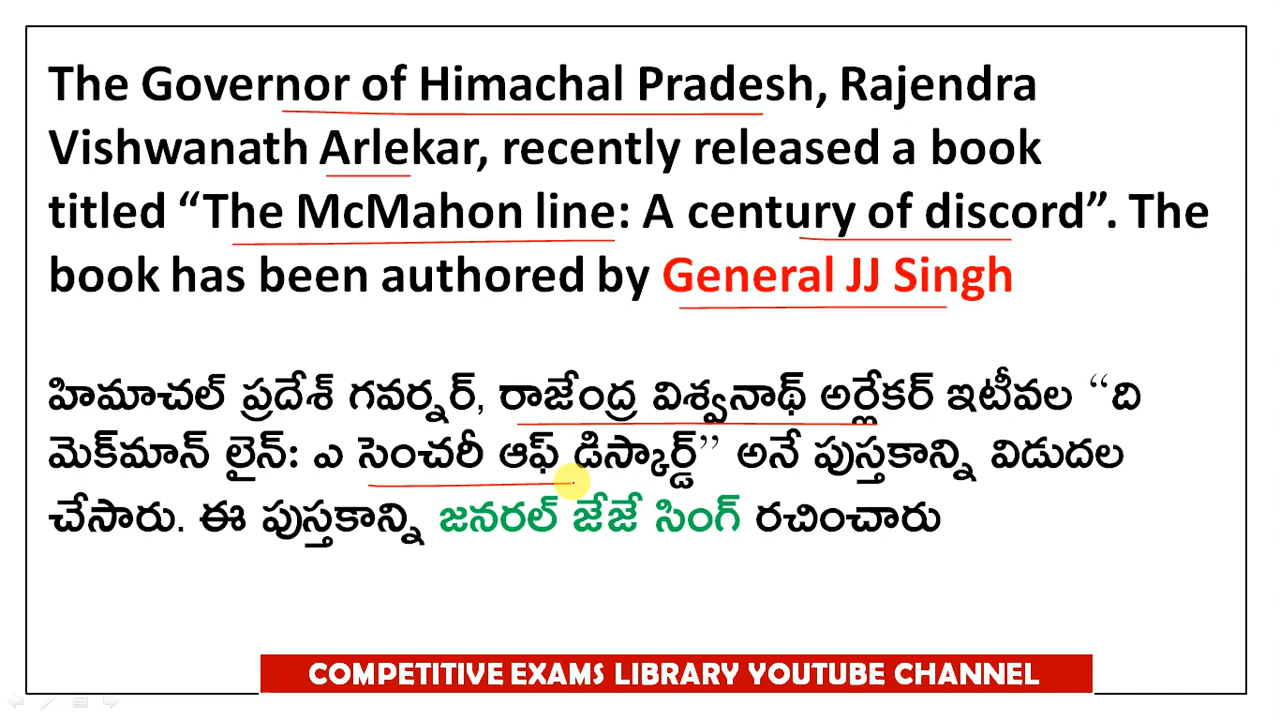 The Governor of Himachal Pradesh, Rajendra
Vishwanath Arlekar, recently released a book
titled “The McMahon line: A century of discord”. The
book has been authored by General JJ Singh
హిమాచల్ ప్రదేశ్ గవర్నర్, రాజేంద్ర విశ్వనాథ్ అర్లేకర్ ఇటీవల “ది
మెక్‌మాన్ లైన్: ఎ సెంచరీ ఆఫ్ డిస్కార్డ్” అనే పుస్తకాన్ని విడుదల
చేసారు. ఈ పుస్తకాన్ని జనరల్ జేజే సింగ్ రచించారు
COMPETITIVE EXAMS LIBRARY YOUTUBE CHANNEL